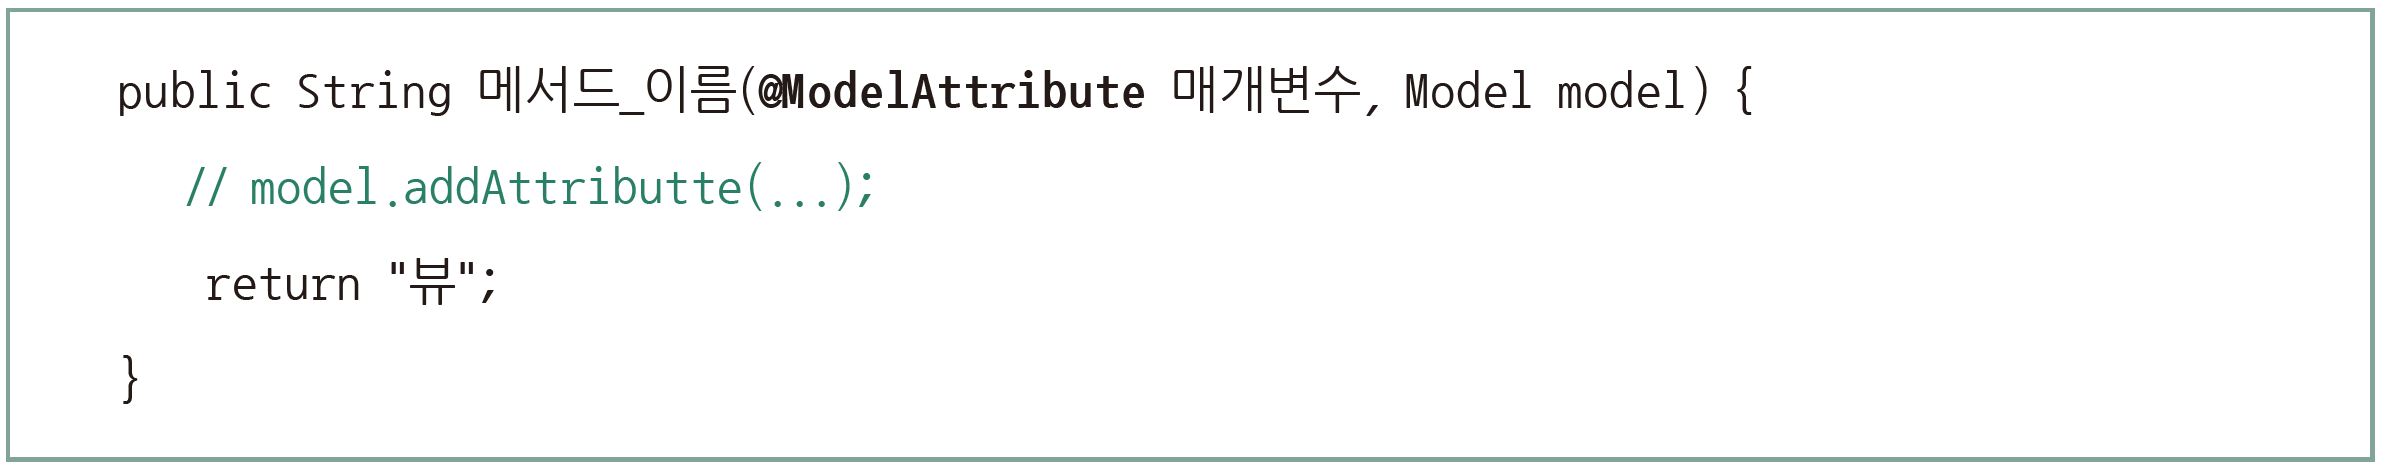 public String 메서드_이름(@ModelAttribute 매개변수, Model model) {
// model.addAttributte(...);
return "뷰";
}